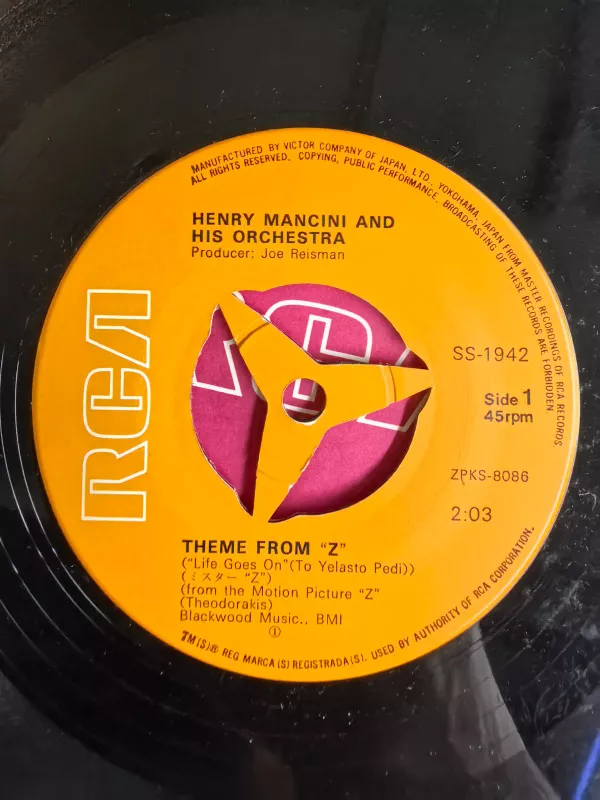 MANUFACTURED BY VICTOR COMPANY OF JAPAN, LTD. YOKOHAMA, JAPAN FROM MASTER RECORDINGS OF RCA RECORDS.
ALL RIGHTS RESERVED. COPYING, PUBLIC PERFORMANCE, BROADCASTING OF THESE RECORDS ARE FORBIDDEN
HENRY MANCINI AND
HIS ORCHESTRA
Producer: Joe Reisman
RCA
SS-1942
Side 1
45rpm
ZPKS-8086
2:03
THEME FROM "Z"
("Life Goes On"(To Yelasto Pedi))
(ミスター "Z")
(from the Motion Picture "Z"
(Theodorakis)
Blackwood Music., BMI
①
TM(S)® REG MARCA(S) REGISTRADA(S). USED BY AUTHORITY OF RCA CORPORATION.